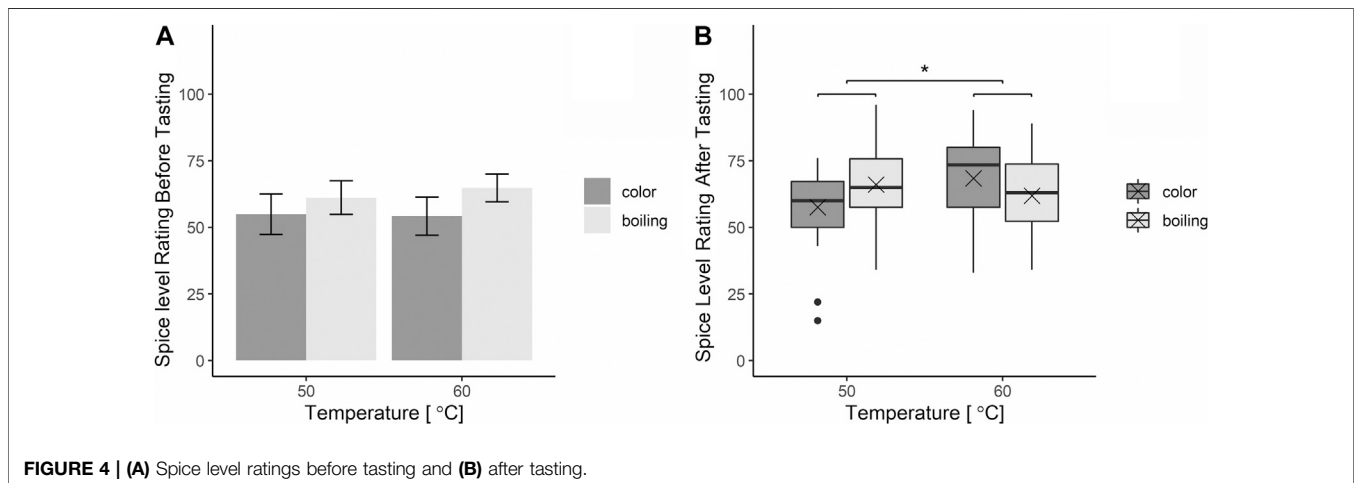 A
Spice level Rating Before Tasting
100
75
50
25
0
50
60
Temperature [ °C]
color
boiling
B
Spice Level Rating After Tasting
100
75
50
25
0
*
50
60
Temperature [ °C]
color
boiling
FIGURE 4 | (A) Spice level ratings before tasting and (B) after tasting.